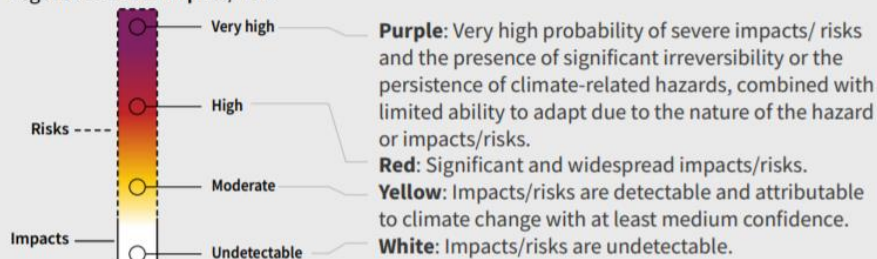 Very high
Purple: Very high probability of severe impacts/ risks
and the presence of significant irreversibility or the
persistence of climate-related hazards, combined with
limited ability to adapt due to the nature of the hazard
or impacts/risks.
High
Risks
Red: Significant and widespread impacts/risks.
Moderate
Yellow: Impacts/risks are detectable and attributable
to climate change with at least medium confidence.
Impacts
Undetectable
White: Impacts/risks are undetectable.